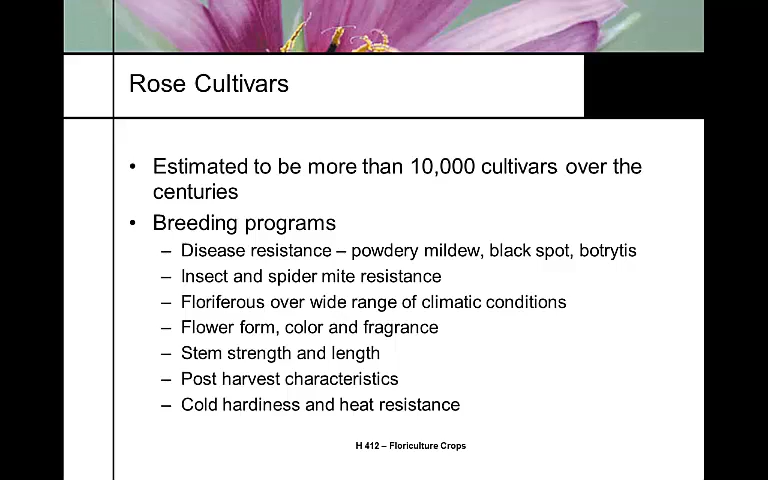 Rose Cultivars
• Estimated to be more than 10,000 cultivars over the
centuries
• Breeding programs
– Disease resistance – powdery mildew, black spot, botrytis
– Insect and spider mite resistance
– Floriferous over wide range of climatic conditions
– Flower form, color and fragrance
– Stem strength and length
– Post harvest characteristics
– Cold hardiness and heat resistance
H 412 – Floriculture Crops